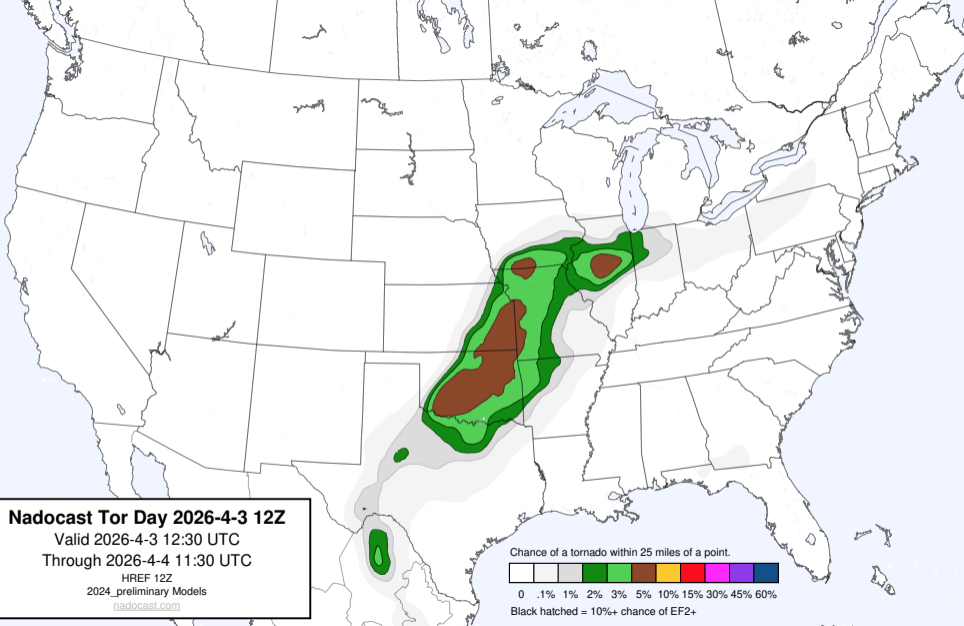 Nadocast Tor Day 2026-4-3 12Z
Valid 2026-4-3 12:30 UTC
Through 2026-4-4 11:30 UTC
HREF 12Z
2024_preliminary Models
nadocast.com
Chance of a tornado within 25 miles of a point.
0 .1% 1% 2% 3% 5% 10% 15% 30% 45% 60%
Black hatched = 10%+ chance of EF2+